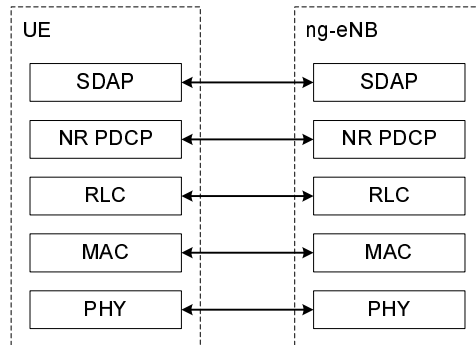 UE ng-eNB
SDAP SDAP
NR PDCP NR PDCP
RLC RLC
MAC MAC
PHY PHY